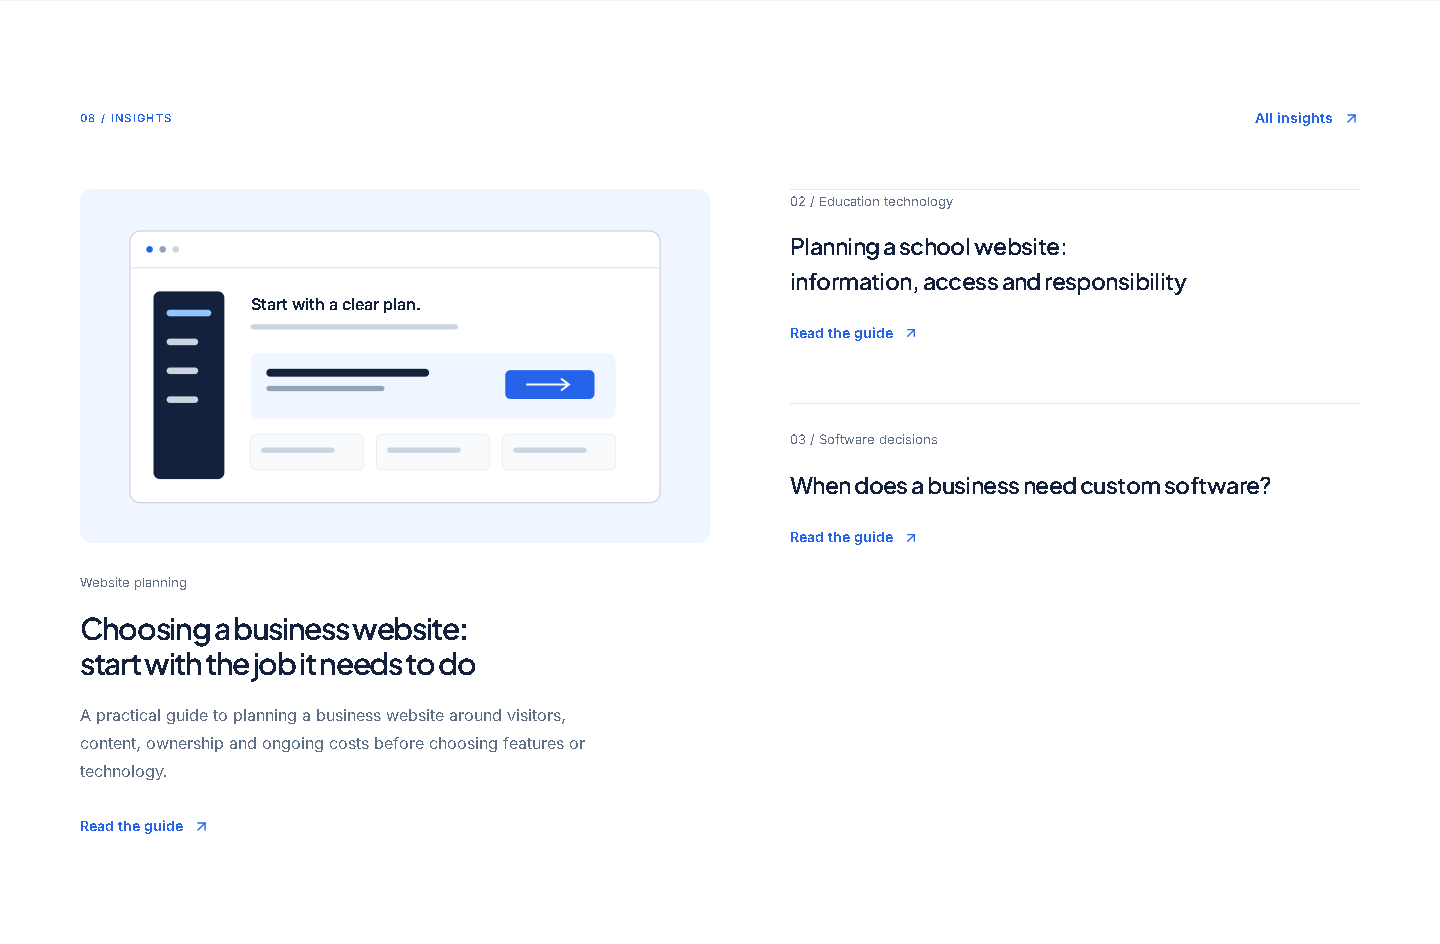 08 / INSIGHTS
All insights
Start with a clear plan.
Website planning
Choosing a business website:
start with the job it needs to do
A practical guide to planning a business website around visitors,
content, ownership and ongoing costs before choosing features or
technology.
Read the guide
02 / Education technology
Planning a school website:
information, access and responsibility
Read the guide
03 / Software decisions
When does a business need custom software?
Read the guide